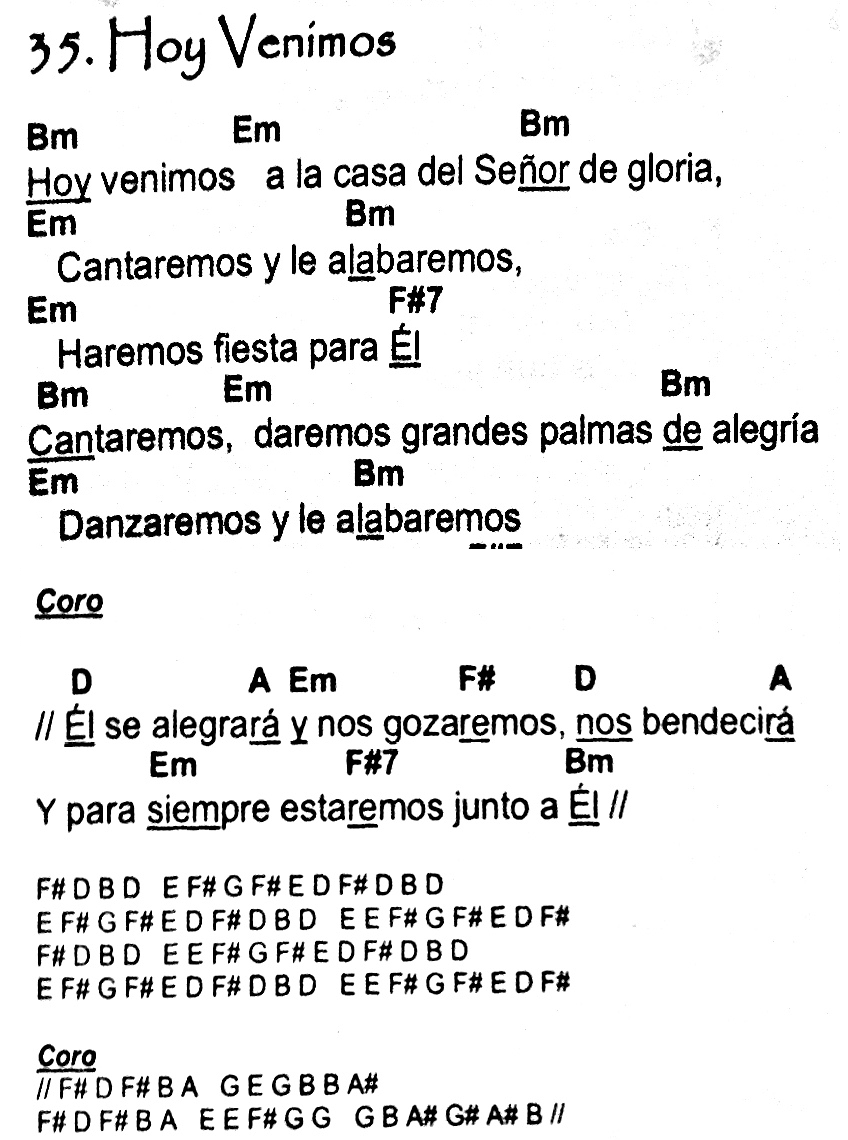 35. Hoy Venimos
Bm Em Bm
Hoy venimos a la casa del Señor de gloria,
Em Bm
Cantaremos y le alabaremos,
Em F#7
Haremos fiesta para Él
Bm Em Bm
Cantaremos, daremos grandes palmas de alegría
Em Bm
Danzaremos y le alabaremos
Coro
D A Em F# D A
// Él se alegrará y nos gozaremos, nos bendecirá
Em F#7 Bm
Y para siempre estaremos junto a Él //
F# D B D E F# G F# E D F# D B D
E F# G F# E D F# D B D E E F# G F# E D F#
F# D B D E E F# G F# E D F# D B D
E F# G F# E D F# D B D E E F# G F# E D F#
Coro
// F# D F# B A G E G B B A#
F# D F# B A E E F# G G G B A# G# A# B //